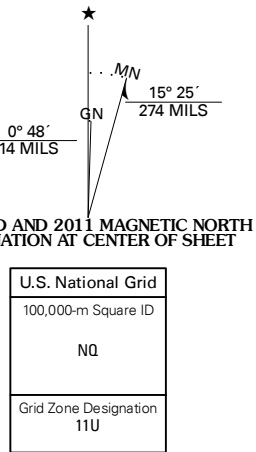 MN
15° 25´
274 MILS
GN
0° 48´
14 MILS
D AND 2011 MAGNETIC NORTH
NATION AT CENTER OF SHEET
U.S. National Grid
100,000-m Square ID
NQ
Grid Zone Designation
11U